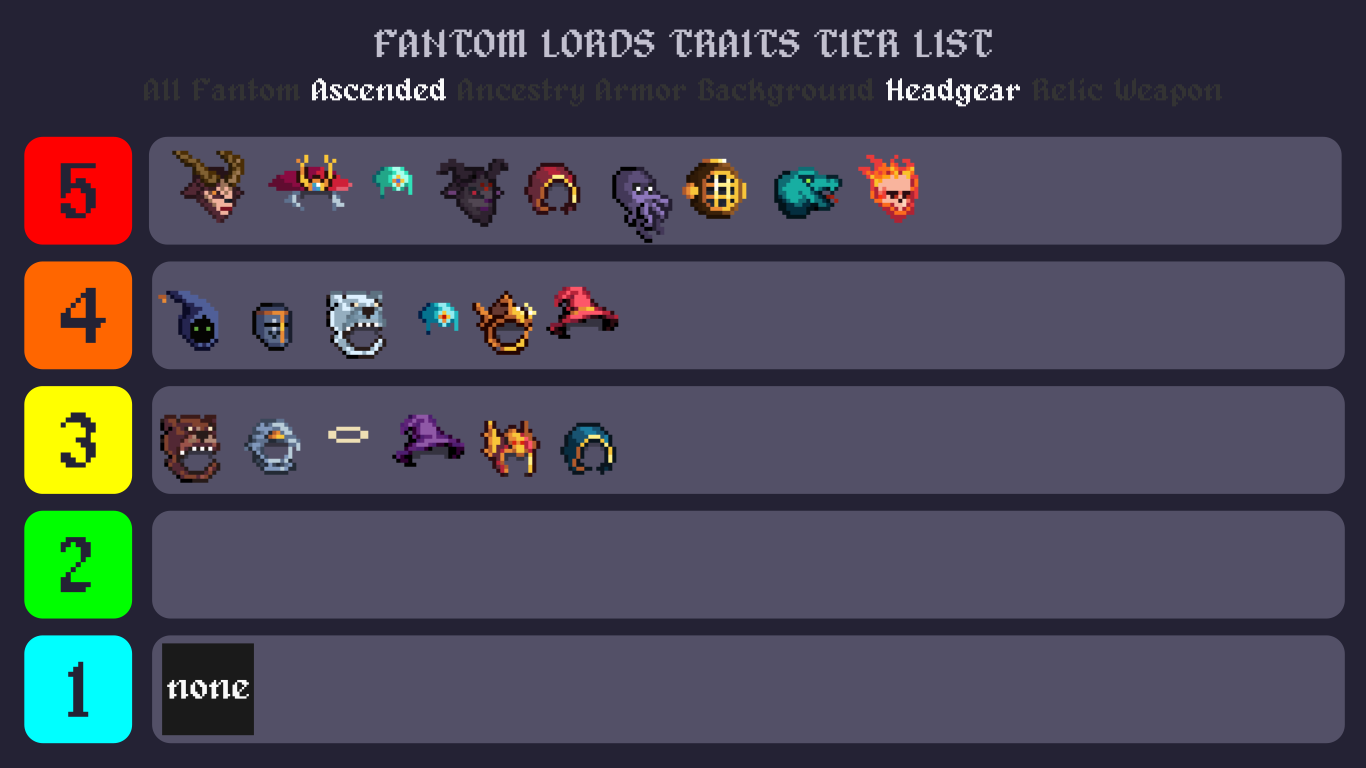 FANTOM LORDS TRAITS TIER LIST
All Fantom Ascended Ancestry Armor Background Headgear Relic Weapon
5
4
3
2
1
none